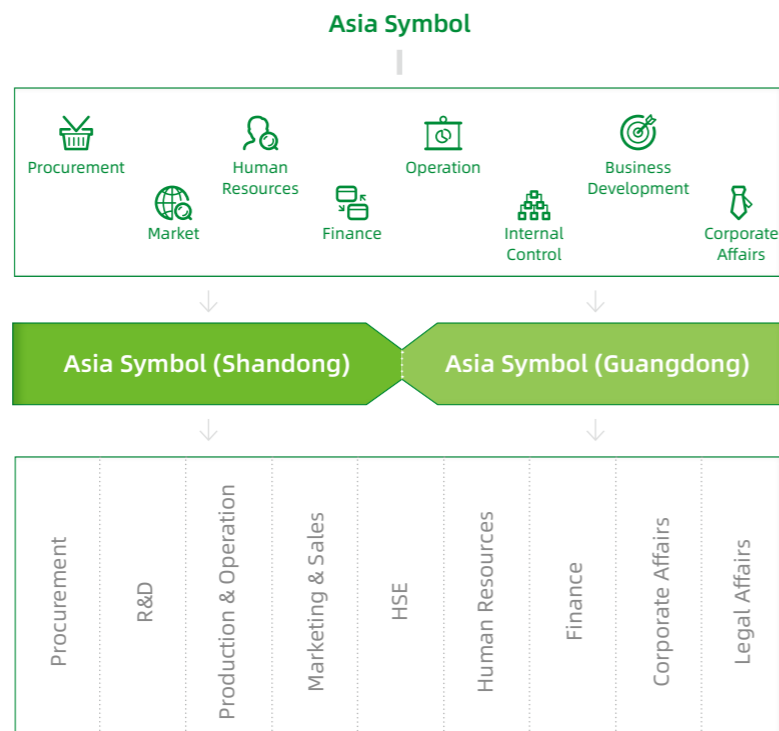 Asia Symbol
Procurement
Human
Resources
Operation
Business
Development
Market
Finance
Internal
Control
Corporate
Affairs
Asia Symbol (Shandong)
Asia Symbol (Guangdong)
Procurement
R&D
Production & Operation
Marketing & Sales
HSE
Human Resources
Finance
Corporate Affairs
Legal Affairs